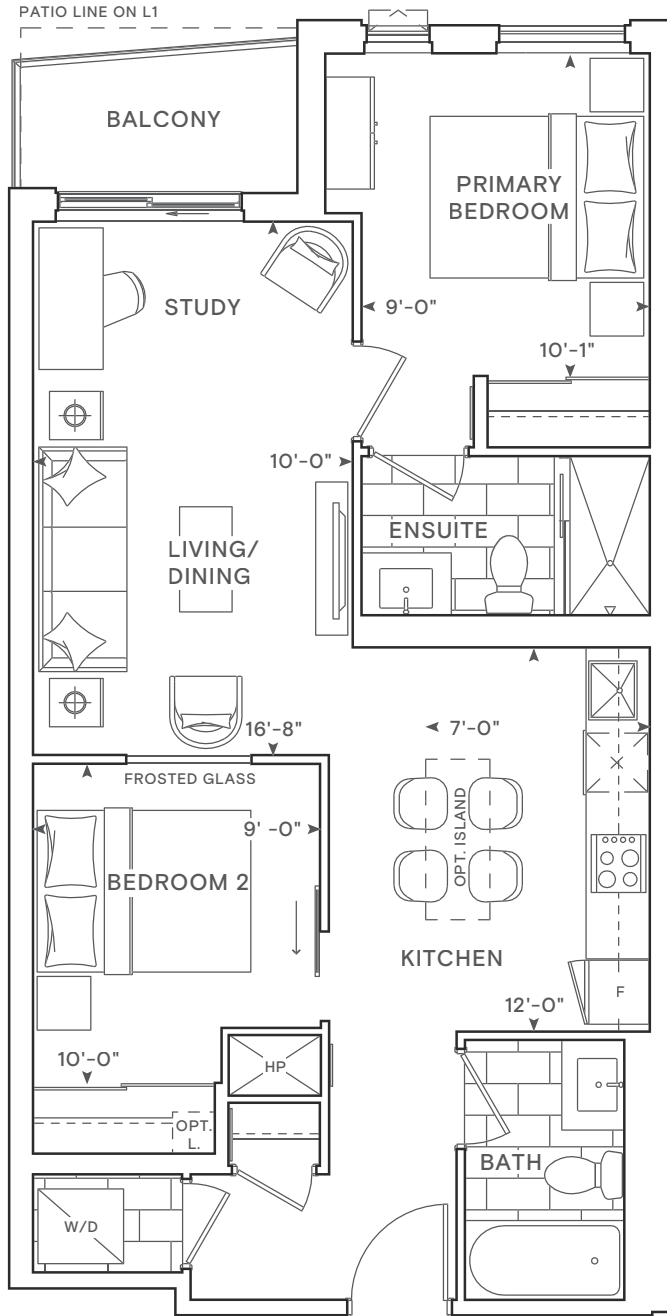 PATIO LINE ON L1
BALCONY
PRIMARY
BEDROOM
STUDY
9'-0"
10'-1"
10'-0"
ENSUITE
LIVING/
DINING
16'-8"
7'-0"
FROSTED GLASS
OPT. ISLAND
9' -0"
BEDROOM 2
KITCHEN
F
12'-0"
10'-0"
HP
OPT.
L.
BATH
W/D